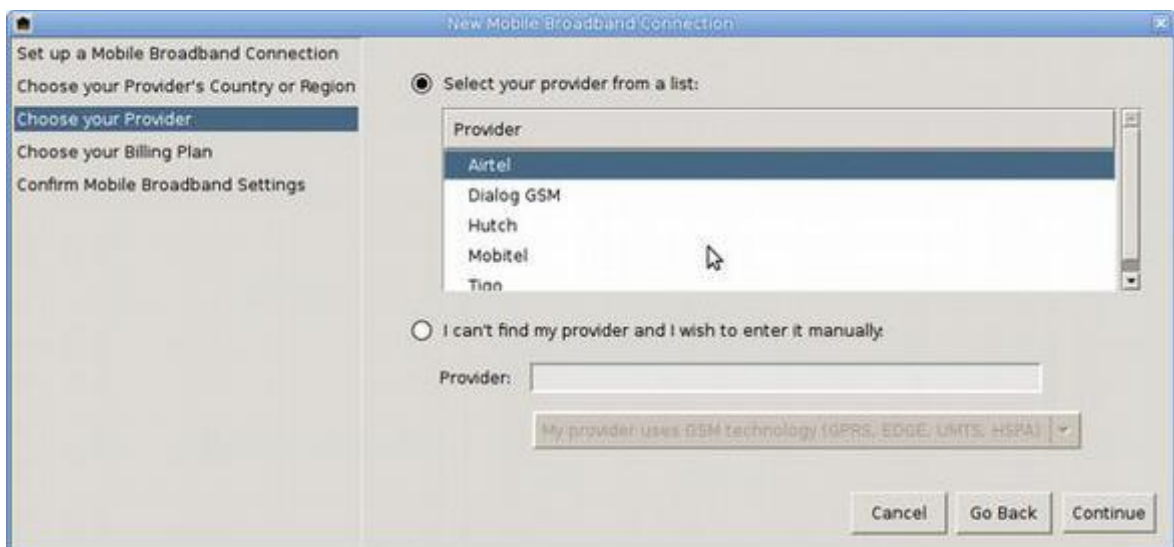 New Mobile Broadband Connection
Set up a Mobile Broadband Connection
Choose your Provider's Country or Region
Choose your Provider
Choose your Billing Plan
Confirm Mobile Broadband Settings
Select your provider from a list:
Provider
Airtel
Dialog GSM
Hutch
Mobitel
Tigo
I can't find my provider and I wish to enter it manually:
Provider:
My provider uses GSM technology (GPRS, EDGE, UMTS, HSPA)
Cancel Go Back Continue